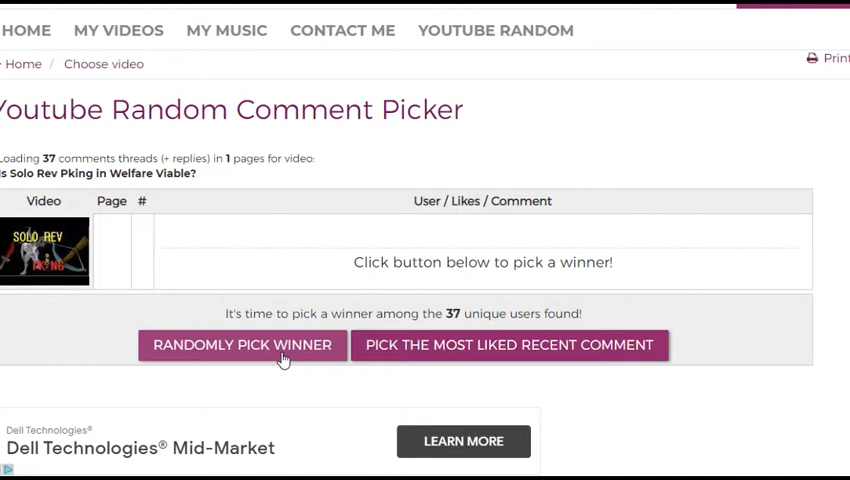 HOME MY VIDEOS MY MUSIC CONTACT ME YOUTUBE RANDOM
Home Choose video
Print
Youtube Random Comment Picker
Loading 37 comments threads (+ replies) in 1 pages for video:
Is Solo Rev Pking in Welfare Viable?
Video Page # User / Likes / Comment
SOLO REV
PKING
Click button below to pick a winner!
It's time to pick a winner among the 37 unique users found!
RANDOMLY PICK WINNER PICK THE MOST LIKED RECENT COMMENT
Dell Technologies®
Dell Technologies® Mid-Market
LEARN MORE